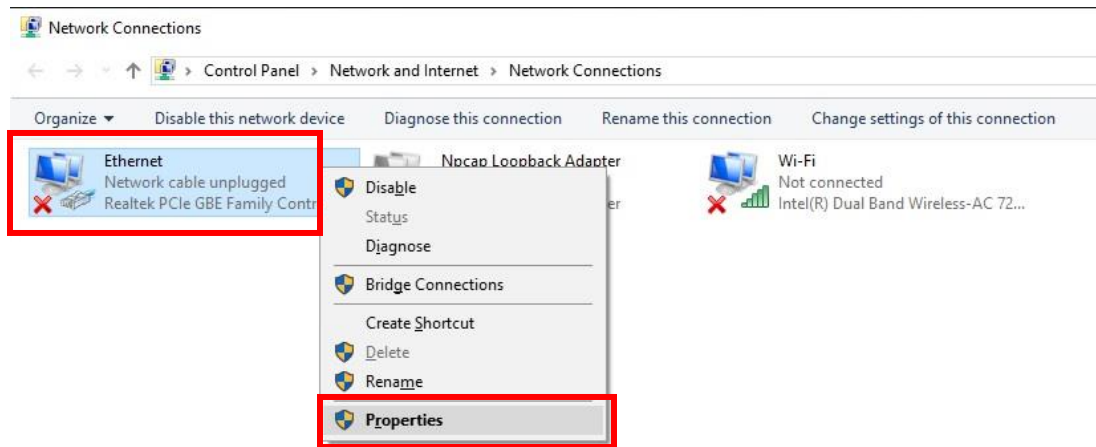 Network Connections
Control Panel > Network and Internet > Network Connections
Organize Disable this network device Diagnose this connection Rename this connection Change settings of this connection
Ethernet
Network cable unplugged
Realtek PCIe GBE Family Contr
Npcap Loopback Adapter
er
Wi-Fi
Not connected
Intel(R) Dual Band Wireless-AC 72...
Disable
Status
Diagnose
Bridge Connections
Create Shortcut
Delete
Rename
Properties